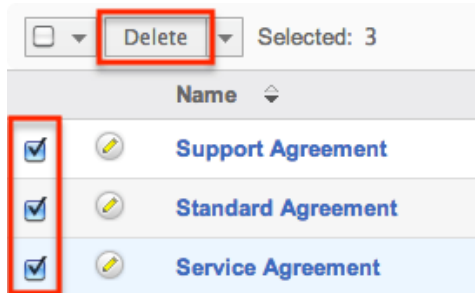 Delete Selected: 3
Name
Support Agreement
Standard Agreement
Service Agreement